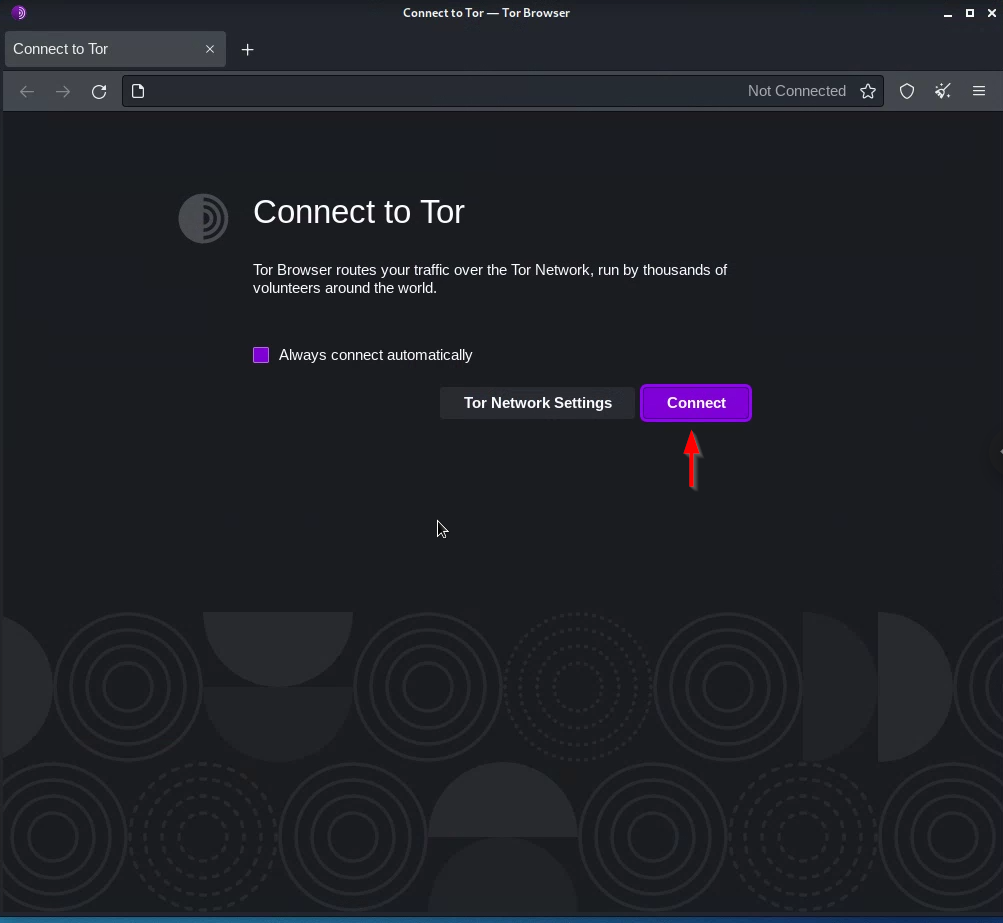 Connect to Tor — Tor Browser
Connect to Tor
Not Connected
Connect to Tor
Tor Browser routes your traffic over the Tor Network, run by thousands of
volunteers around the world.
Always connect automatically
Tor Network Settings
Connect